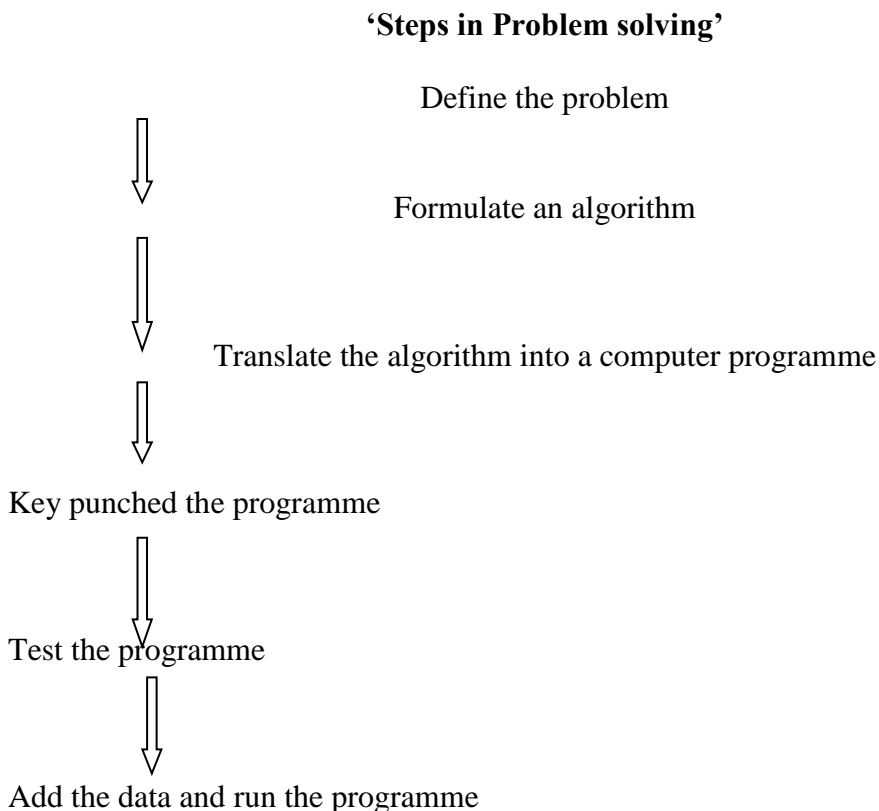 ‘Steps in Problem solving’
Define the problem
Formulate an algorithm
Translate the algorithm into a computer programme
Key punched the programme
Test the programme
Add the data and run the programme